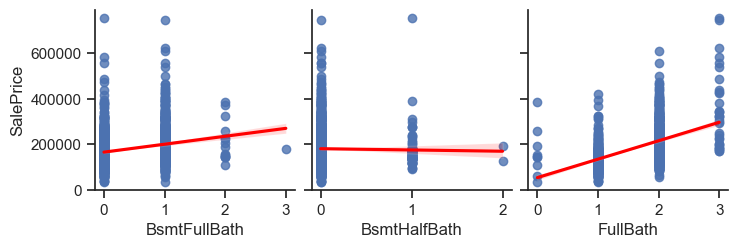 SalePrice
600000
400000
200000
0
0 1 2 3
BsmtFullBath
0 1 2
BsmtHalfBath
0 1 2 3
FullBath